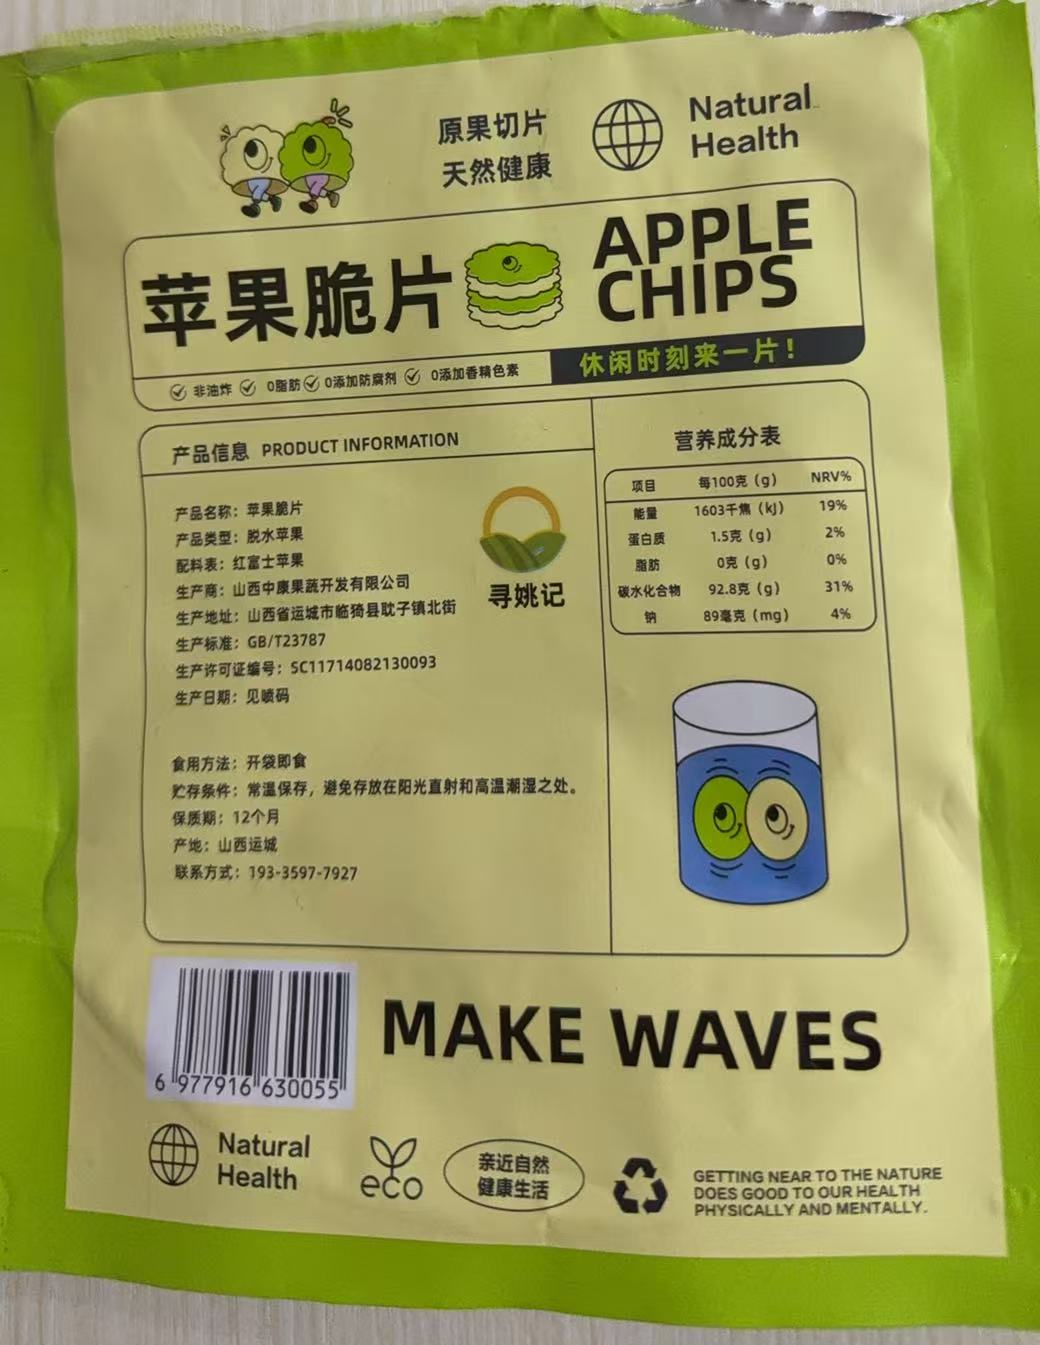 原果切片
天然健康
Natural
Health
苹果脆片
APPLE
CHIPS
非油炸 0脂肪 0添加防腐剂 0添加香精色素
休闲时刻来一片！
产品信息 PRODUCT INFORMATION
产品名称：苹果脆片
产品类型：脱水苹果
配料表：红富士苹果
生产商：山西中康果蔬开发有限公司
生产地址：山西省运城市临猗县耽子镇北街
生产标准：GB/T23787
生产许可证编号：SC11714082130093
生产日期：见喷码
寻姚记
食用方法：开袋即食
贮存条件：常温保存，避免存放在阳光直射和高温潮湿之处。
保质期：12个月
产地：山西运城
联系方式：193-3597-7927
营养成分表
项目 每100克（g） NRV%
能量 1603千焦（kJ） 19%
蛋白质 1.5克（g） 2%
脂肪 0克（g） 0%
碳水化合物 92.8克（g） 31%
钠 89毫克（mg） 4%
6 977916 630055
MAKE WAVES
Natural
Health
eco
亲近自然
健康生活
GETTING NEAR TO THE NATURE
DOES GOOD TO OUR HEALTH
PHYSICALLY AND MENTALLY.